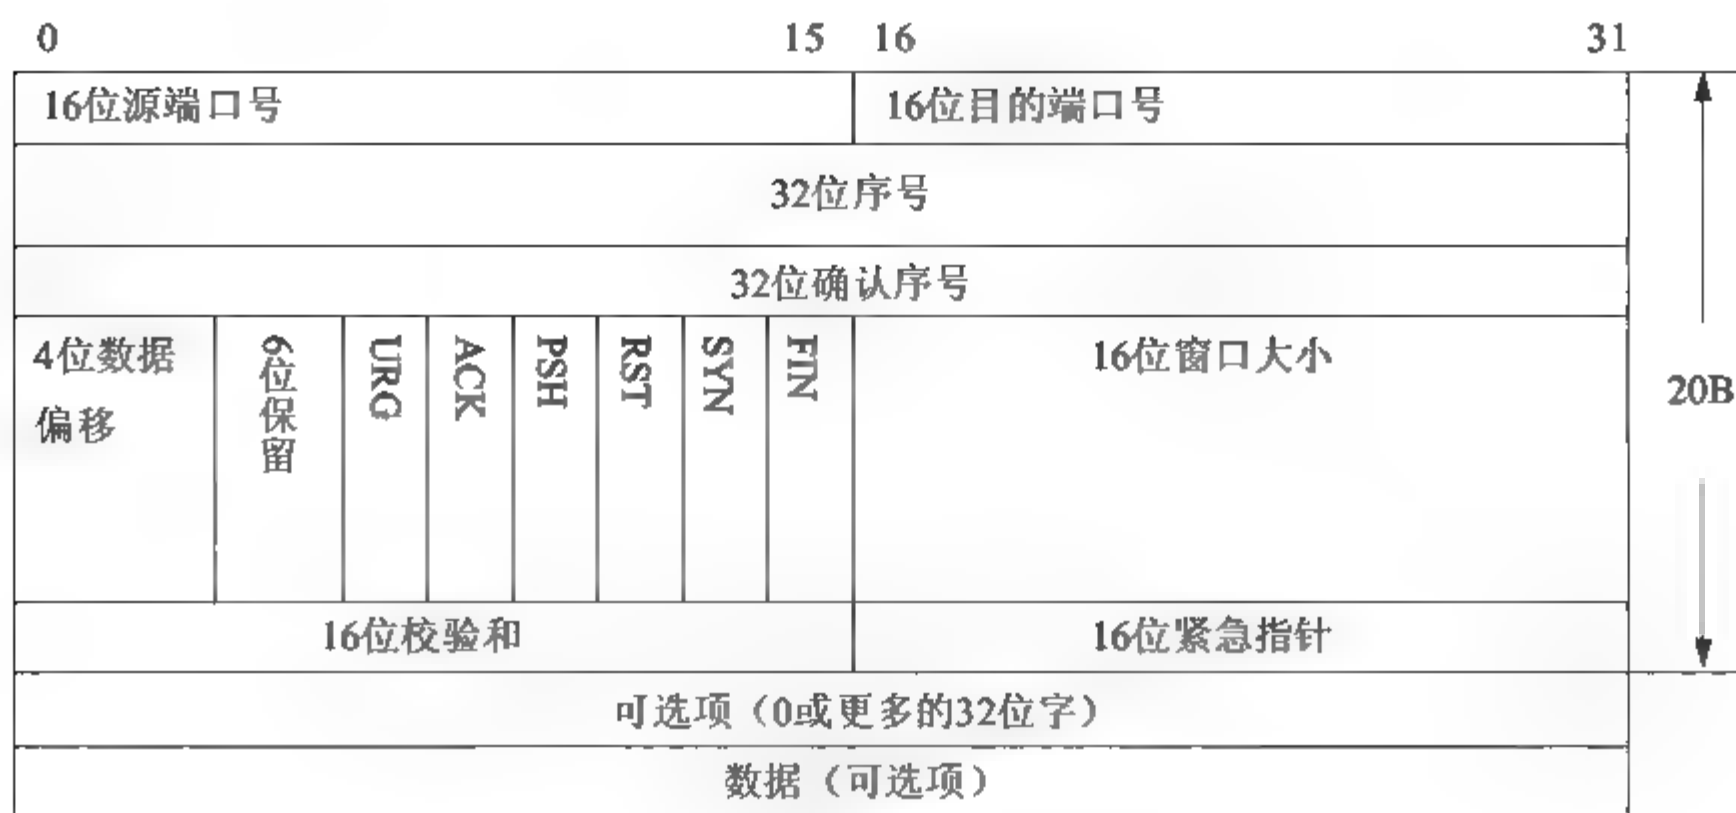 0 15 16 31
16位源端口号 16位目的端口号
32位序号
32位确认序号
4位数据偏移 6位保留 URG ACK PSH RST SYN FIN 16位窗口大小
20B
16位校验和 16位紧急指针
可选项（0或更多的32位字）
数据（可选项）